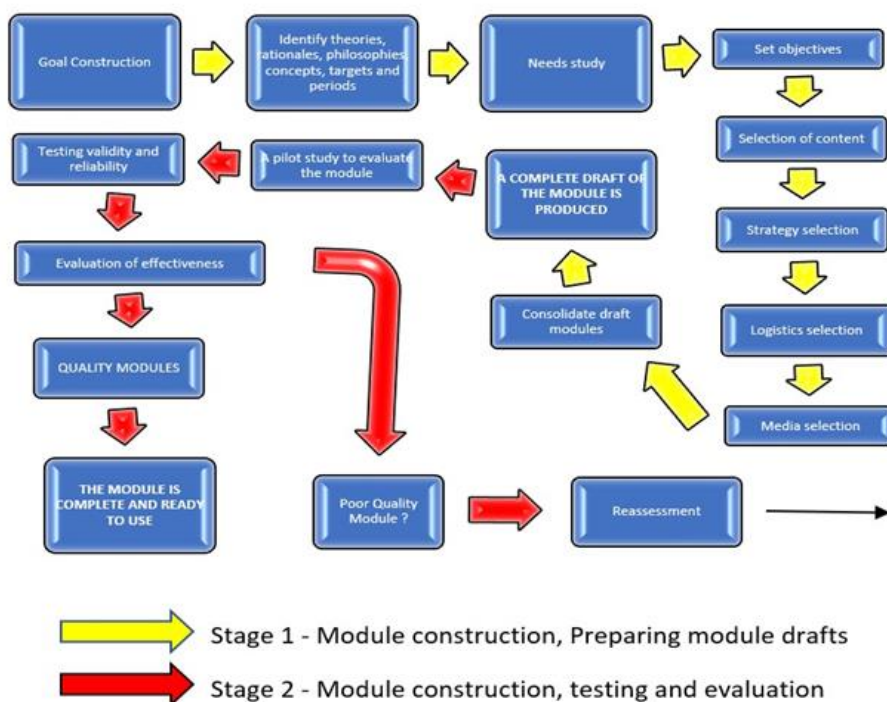 Goal Construction
Identify theories,
rationales, philosophies,
concepts, targets and
periods
Needs study
Set objectives
Selection of content
Strategy selection
Logistics selection
Media selection
Consolidate draft
modules
A COMPLETE DRAFT OF
THE MODULE IS
PRODUCED
A pilot study to evaluate
the module
Testing validity and
reliability
Evaluation of effectiveness
QUALITY MODULES
THE MODULE IS
COMPLETE AND READY
TO USE
Poor Quality
Module ?
Reassessment
Stage 1 - Module construction, Preparing module drafts
Stage 2 - Module construction, testing and evaluation